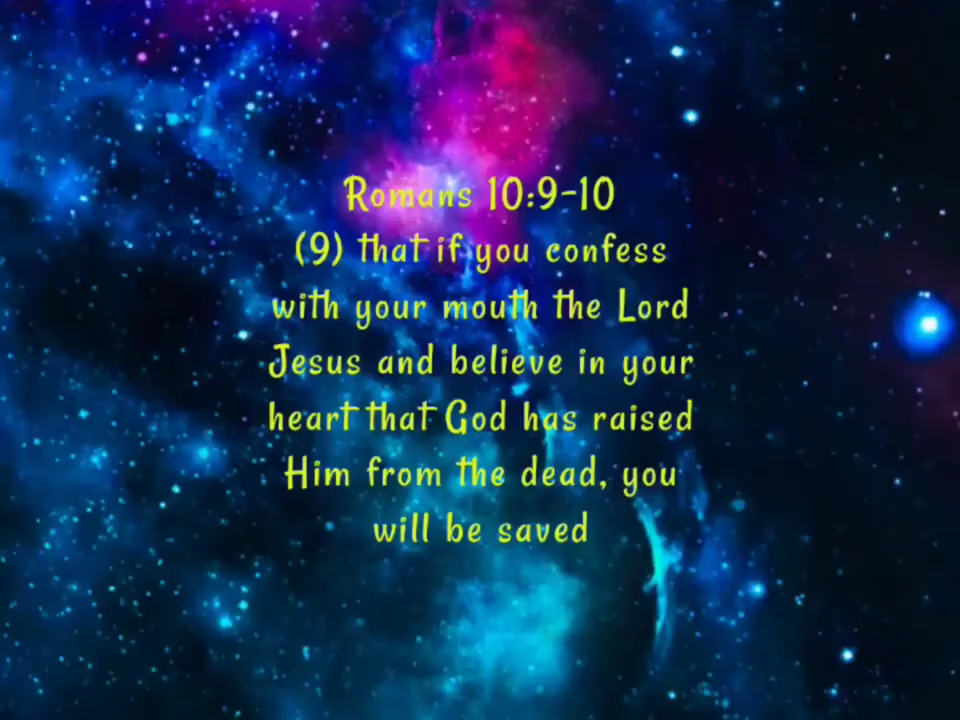 Romans 10:9-10
(9) that if you confess
with your mouth the Lord
Jesus and believe in your
heart that God has raised
Him from the dead, you
will be saved